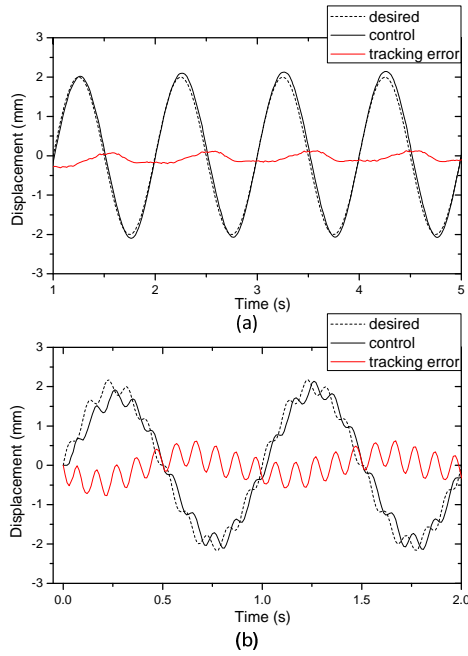 desired
control
tracking error
Displacement (mm)
3
2
1
0
-1
-2
-3
1 2 3 4 5
Time (s)
(a)
desired
control
tracking error
Displacement (mm)
3
2
1
0
-1
-2
-3
0.0 0.5 1.0 1.5 2.0
Time (s)
(b)